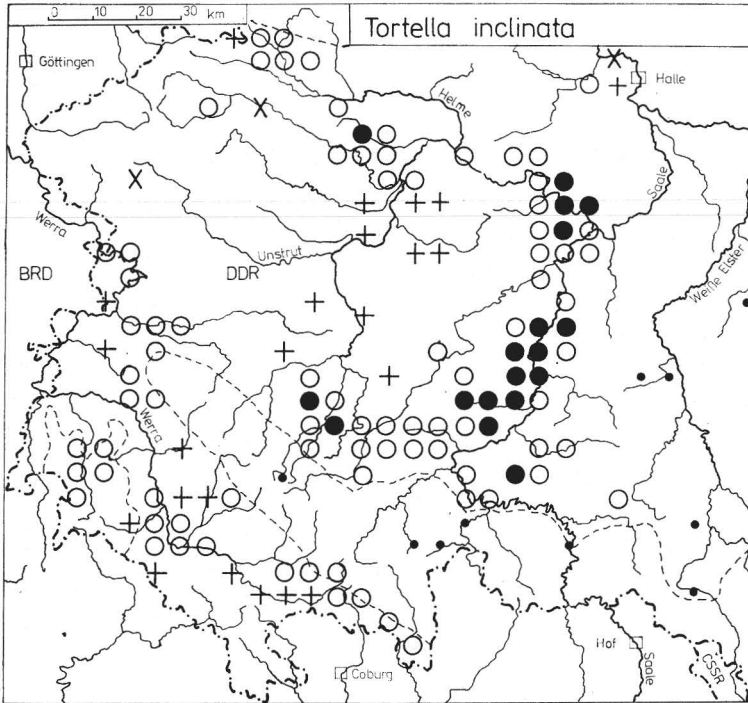 0 10 20 30 km
Tortella inclinata
Göttingen
Halle
Helme
Saale
Werra
Unstrut
BRD
DDR
Weiße Elster
Werra
Hof
Saale
Coburg
ČSSR